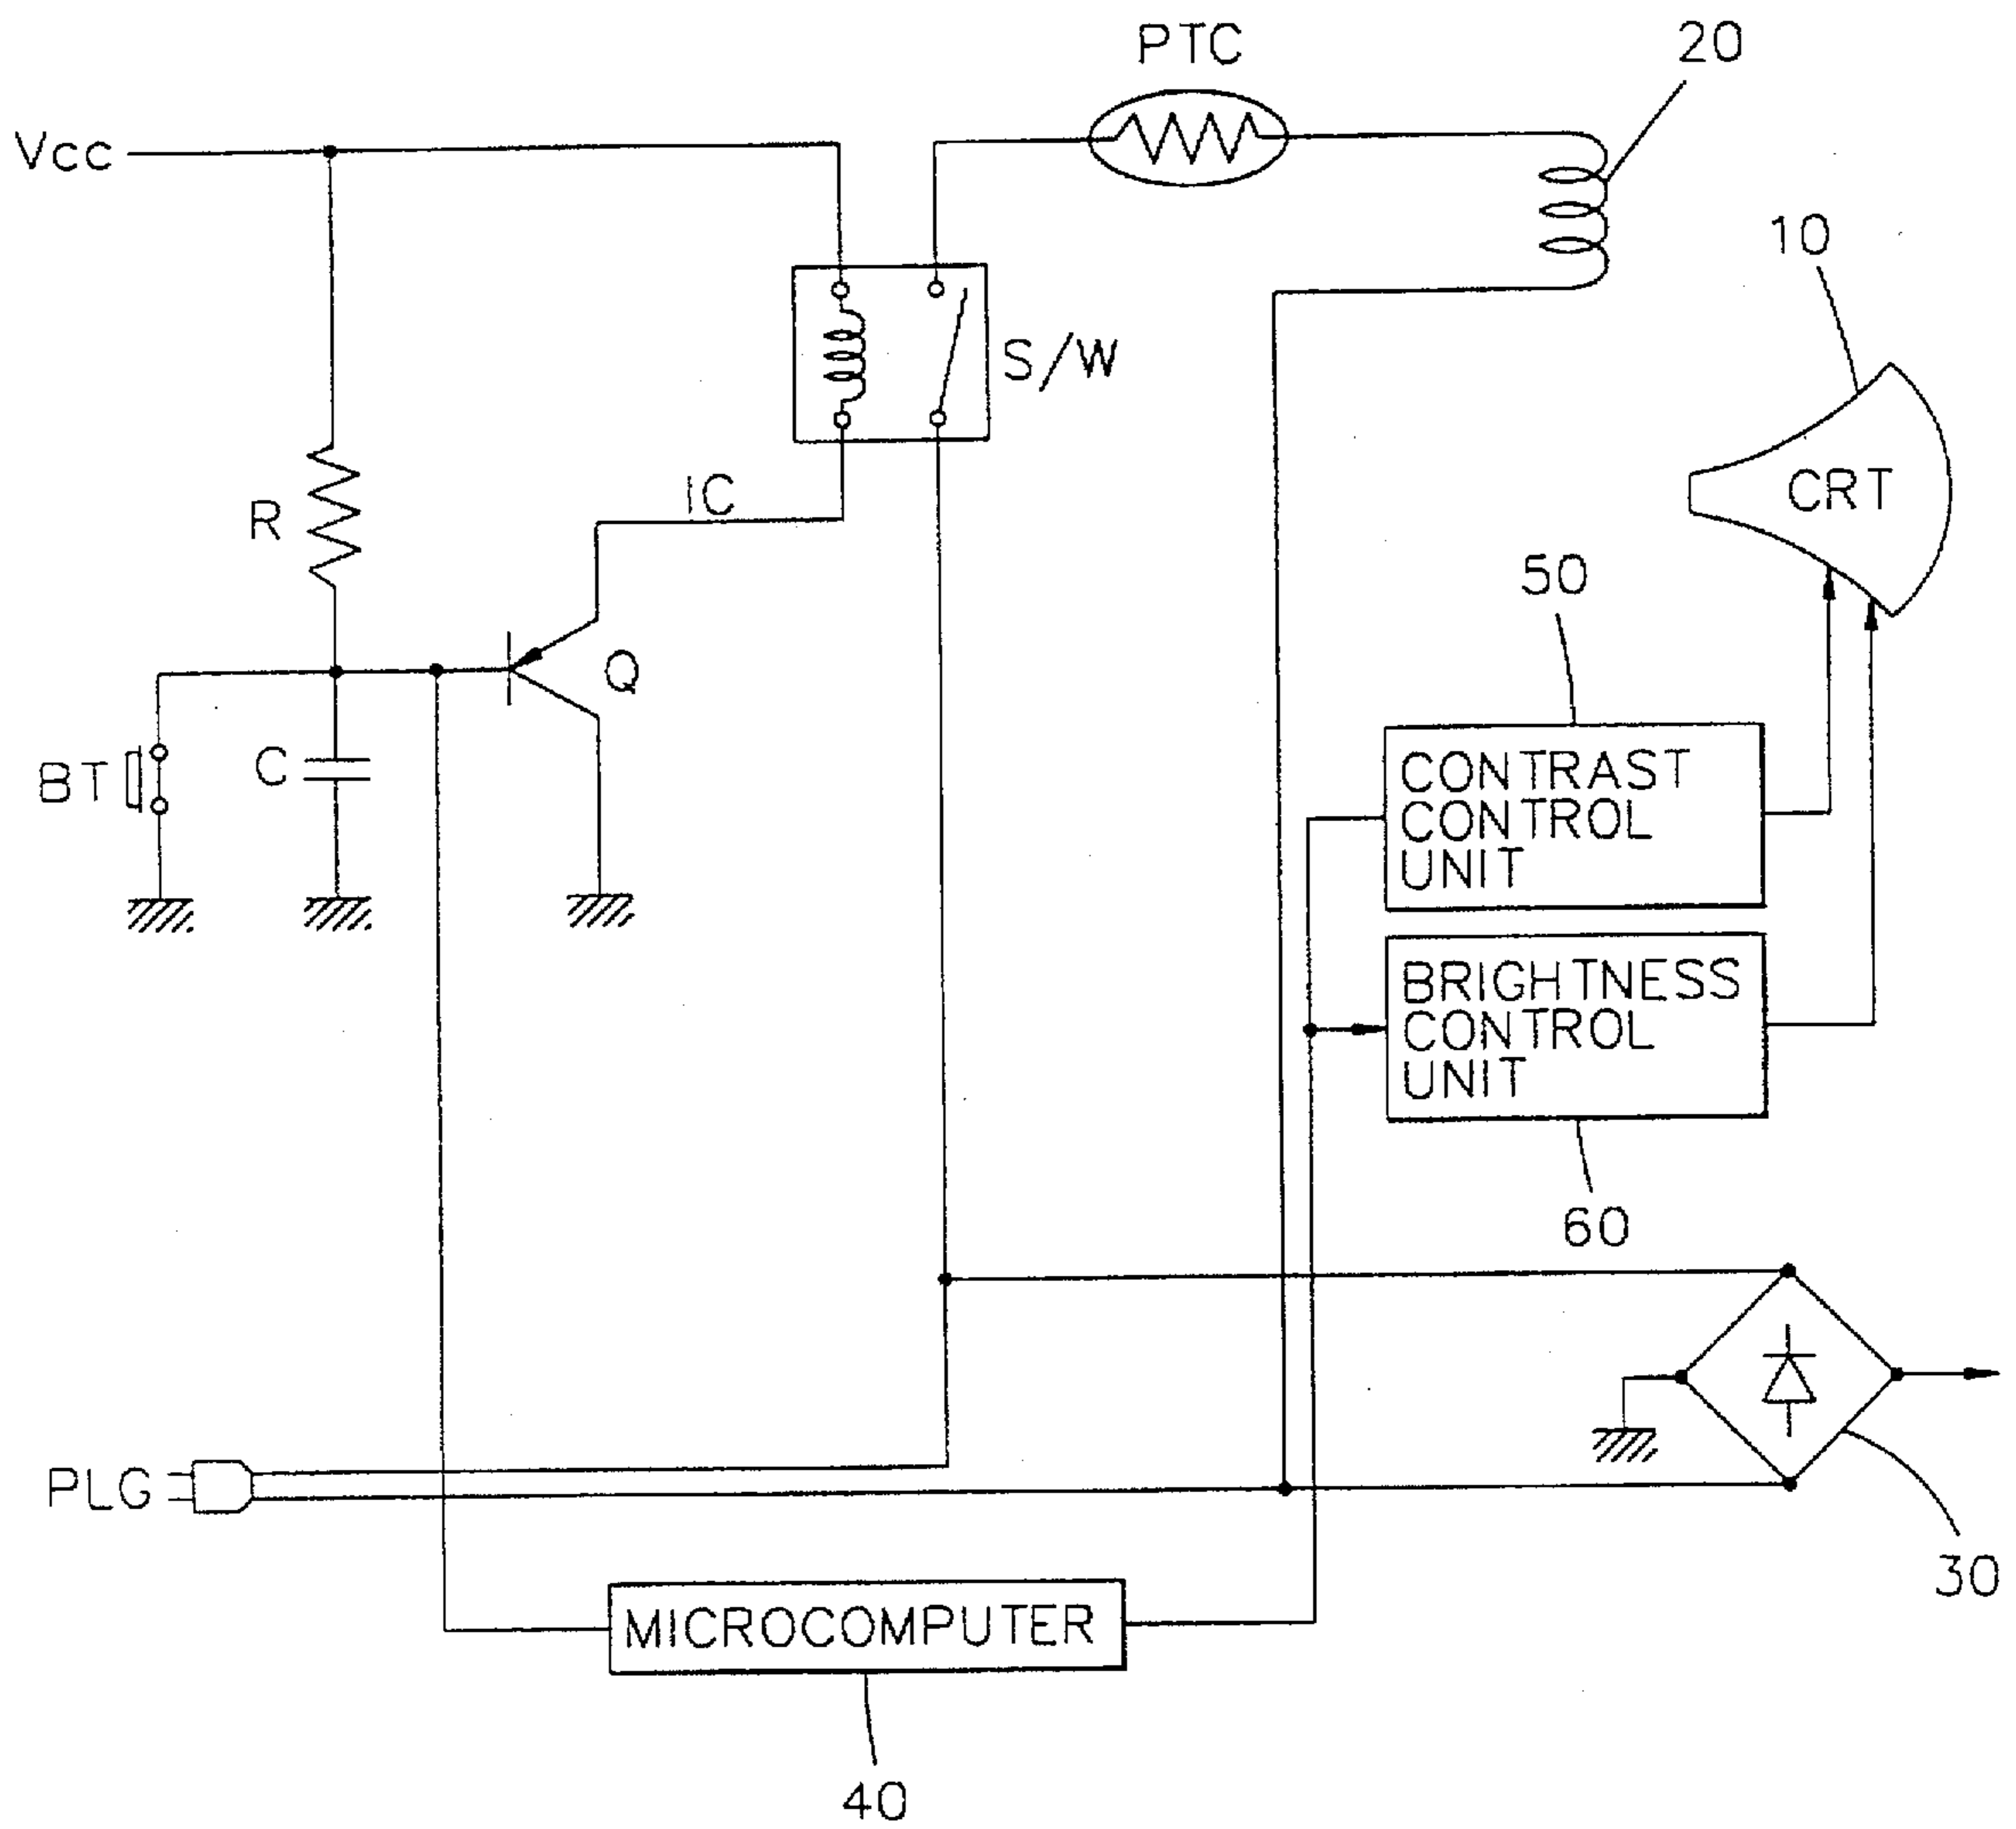 PTC
20
Vcc
10
S/W
IC
R
CRT
50
Q
BT
C
CONTRAST
CONTROL
UNIT
BRIGHTNESS
CONTROL
UNIT
60
PLG
30
MICROCOMPUTER
40